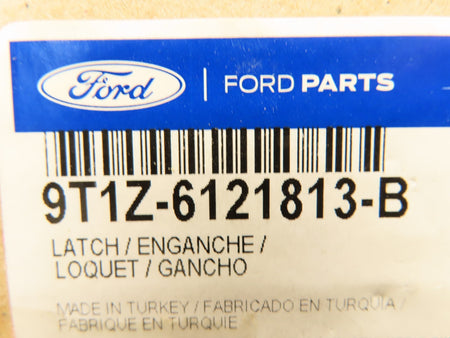 Ford | FORD PARTS
9T1Z-6121813-B
LATCH / ENGANCHE /
LOQUET / GANCHO
MADE IN TURKEY / FABRICADO EN TURQUIA /
FABRIQUE EN TURQUIE